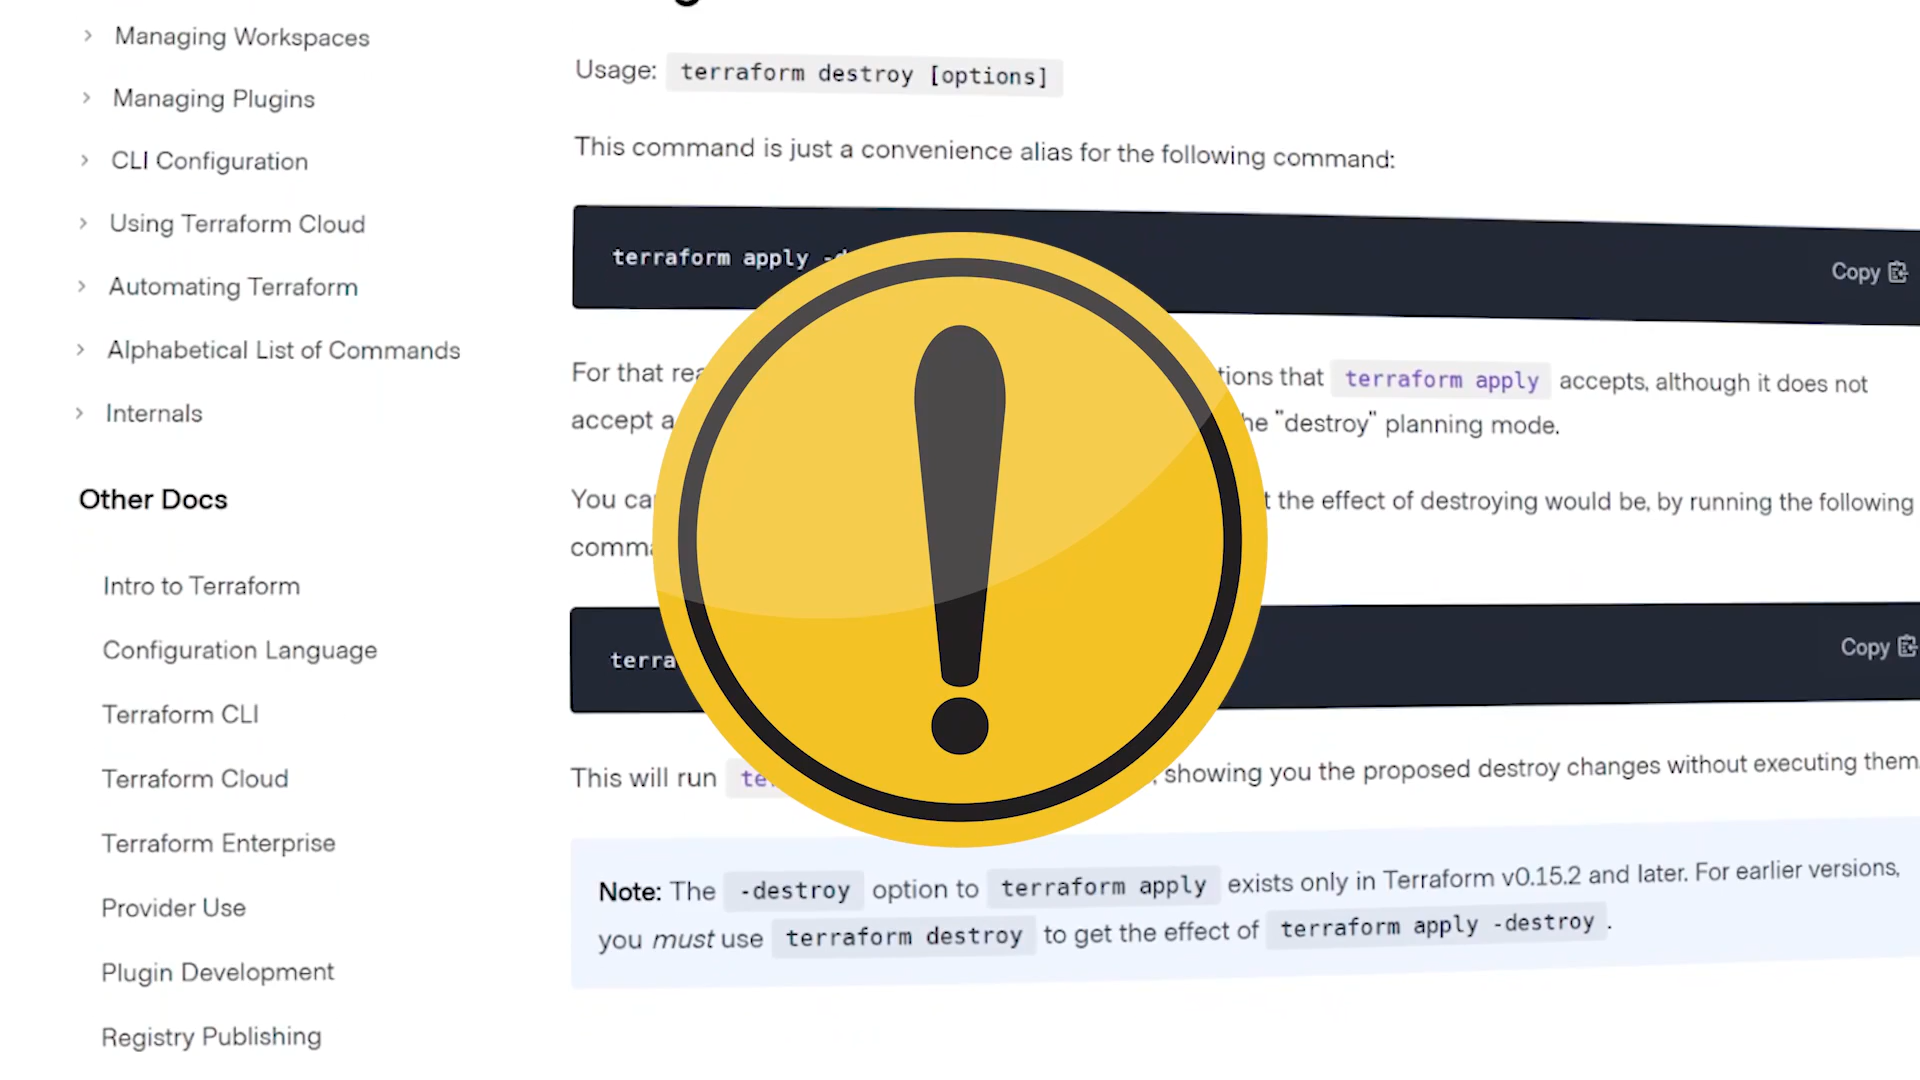 Managing Workspaces
Managing Plugins
CLI Configuration
Using Terraform Cloud
Automating Terraform
Alphabetical List of Commands
Internals
Other Docs
Intro to Terraform
Configuration Language
Terraform CLI
Terraform Cloud
Terraform Enterprise
Provider Use
Plugin Development
Registry Publishing
Usage: terraform destroy [options]
This command is just a convenience alias for the following command:
terraform apply
Copy
For that that terraform apply accepts, although it does not
accept "destroy" planning mode.
You the effect of destroying would be, by running the following
Copy
This will run showing you the proposed destroy changes without executing them
Note: The -destroy option to terraform apply exists only in Terraform v0.15.2 and later. For earlier versions,
you must use terraform destroy to get the effect of terraform apply -destroy .